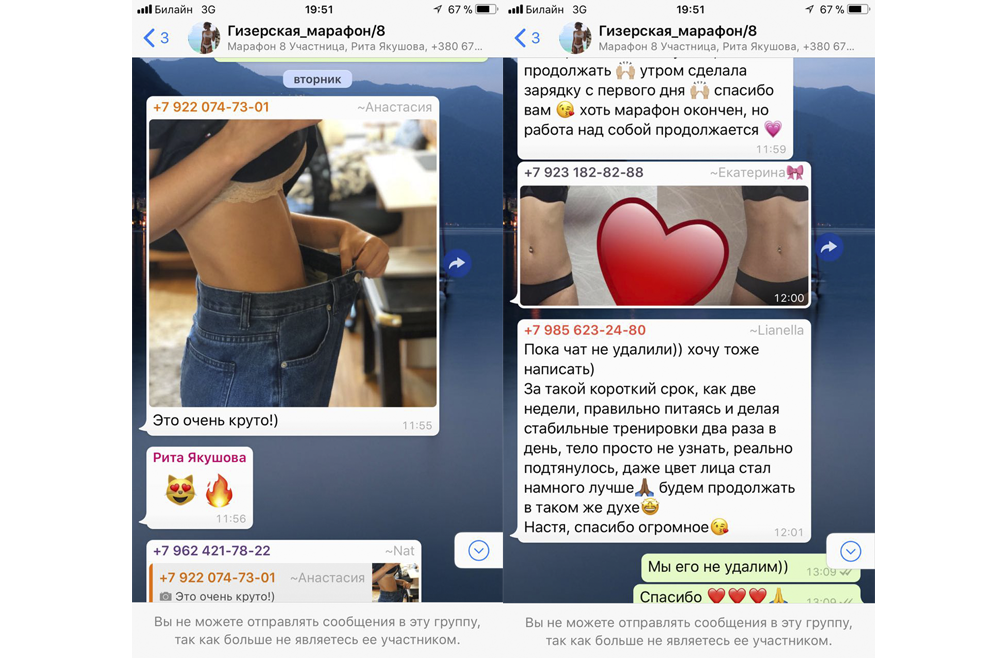 Билайн 3G 19:51 67 %
3 Гизерская_марафон/8
Марафон 8 Участница, Рита Якушова, +380 67...
вторник
+7 922 074-73-01 ~Анастасия
Это очень круто!) 11:55
Рита Якушова
😻 🔥
11:56
+7 962 421-78-22 ~Nat
+7 922 074-73-01 ~Анастасия
Это очень круто!)
Вы не можете отправлять сообщения в эту группу,
так как больше не являетесь ее участником.
Билайн 3G 19:51 67 %
3 Гизерская_марафон/8
Марафон 8 Участница, Рита Якушова, +380 67...
продолжать 🙌🏼 утром сделала
зарядку с первого дня 🙌🏼 спасибо
вам 😘 хоть марафон окончен, но
работа над собой продолжается 💗
11:59
+7 923 182-82-88 ~Екатерина🎀
12:00
+7 985 623-24-80 ~Lianella
Пока чат не удалили)) хочу тоже
написать)
За такой короткий срок, как две
недели, правильно питаясь и делая
стабильные тренировки два раза в
день, тело просто не узнать, реально
подтянулось, даже цвет лица стал
намного лучше🙏🏾 будем продолжать
в таком же духе🤩
Настя, спасибо огромное😘 12:01
Мы его не удалим)) 13:09
Спасибо ❤️❤️❤️🙏 13:09
Вы не можете отправлять сообщения в эту группу,
так как больше не являетесь ее участником.